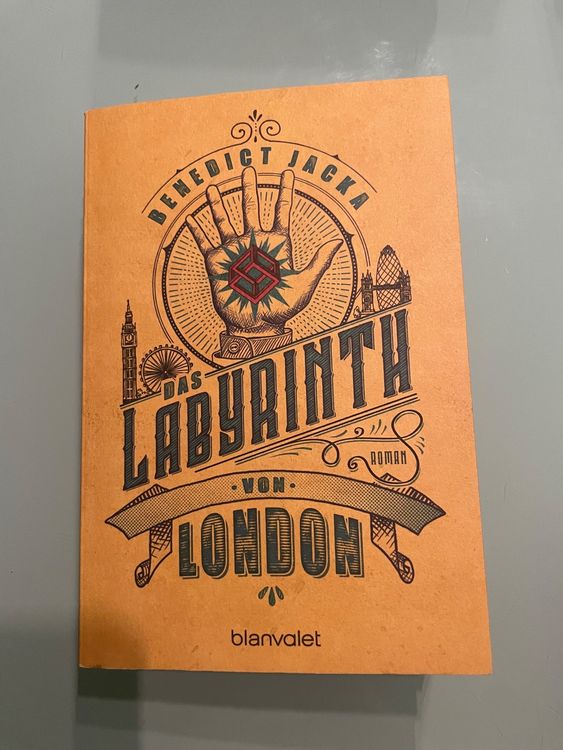 BENEDICT JACKA
DAS
LABYRINTH
ROMAN
·VON·
LONDON
blanvalet